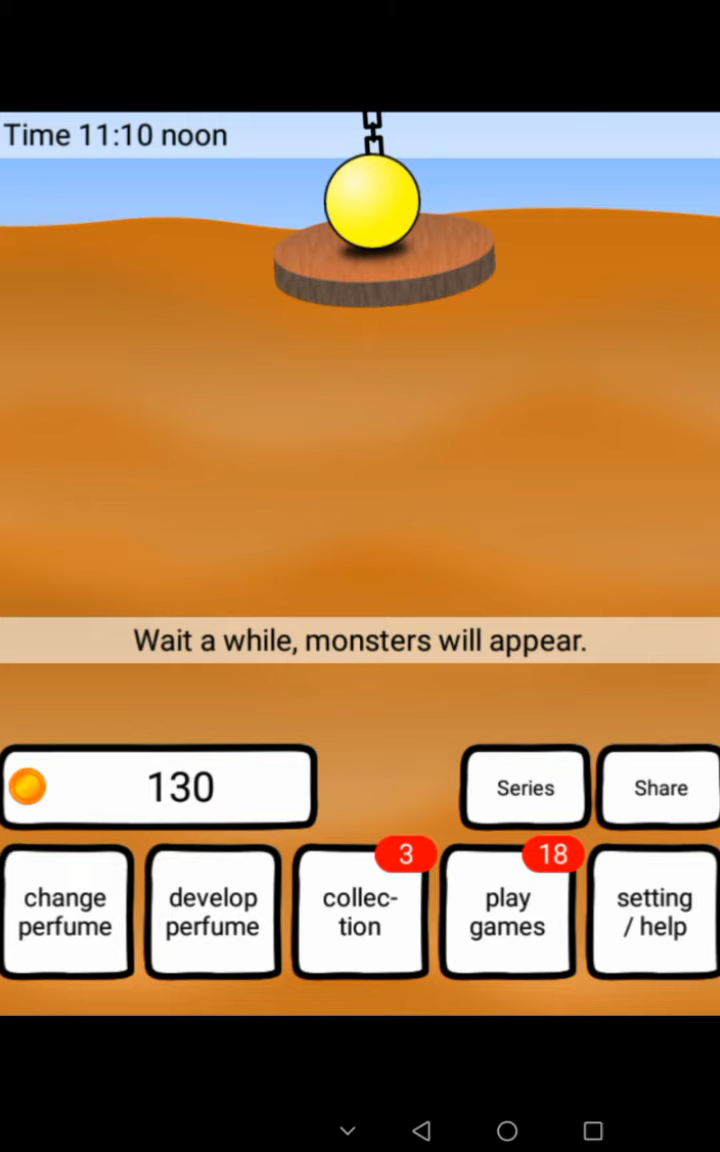 Time 11:10 noon
Wait a while, monsters will appear.
130
Series
Share
3
18
change
perfume
develop
perfume
collec-
tion
play
games
setting
/ help